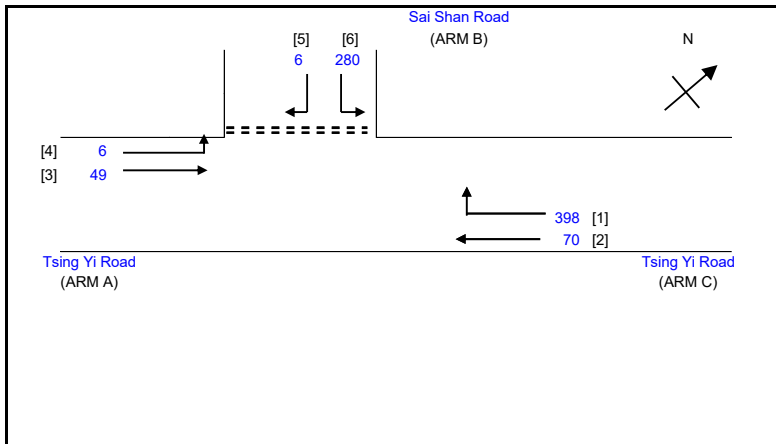 Sai Shan Road
[5] [6] (ARM B) N
6 280
[4] 6
[3] 49
398 [1]
70 [2]
Tsing Yi Road Tsing Yi Road
(ARM A) (ARM C)